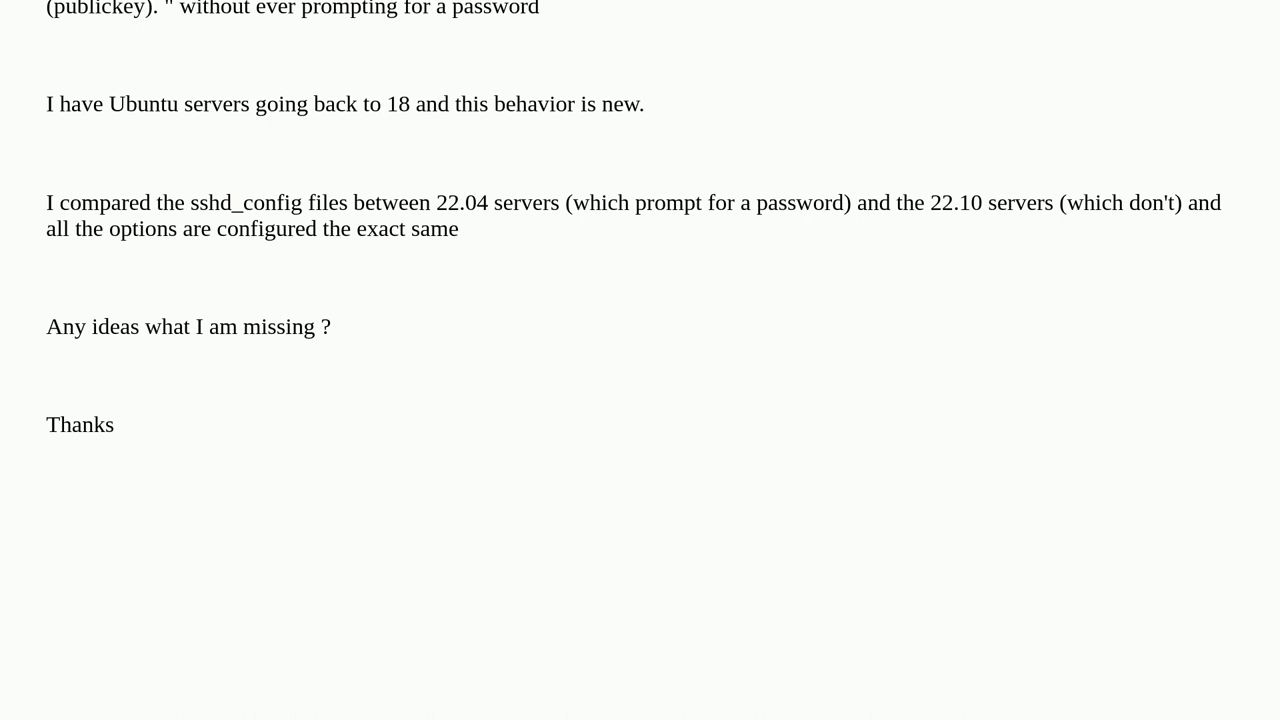 (publickey). " without ever prompting for a password
I have Ubuntu servers going back to 18 and this behavior is new.
I compared the sshd_config files between 22.04 servers (which prompt for a password) and the 22.10 servers (which don't) and
all the options are configured the exact same
Any ideas what I am missing ?
Thanks